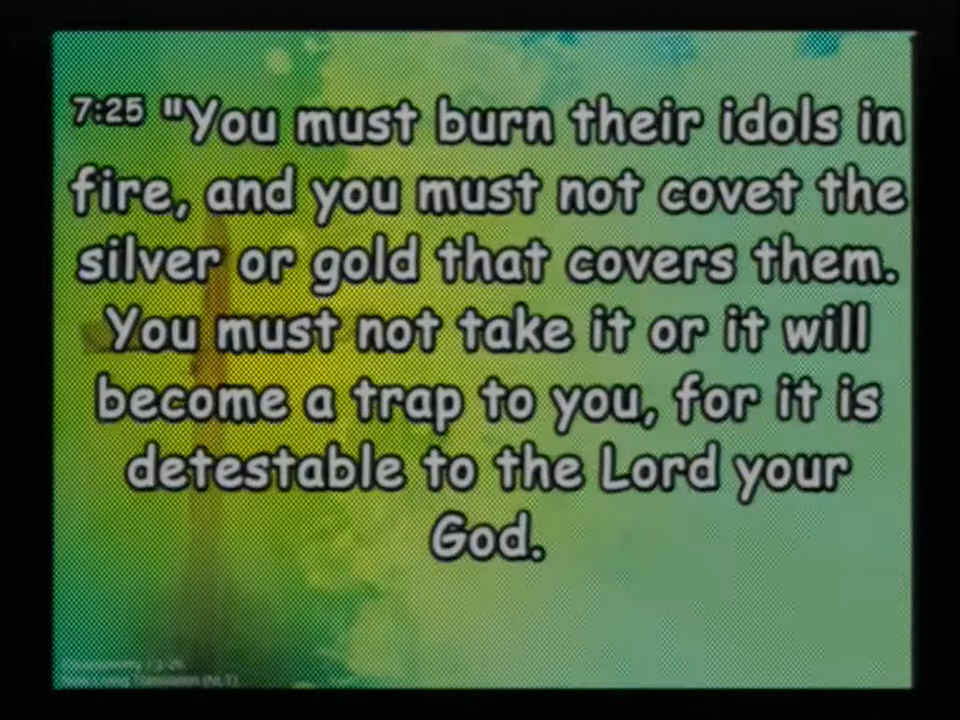 7:25 "You must burn their idols in
fire, and you must not covet the
silver or gold that covers them.
You must not take it or it will
become a trap to you, for it is
detestable to the Lord your
God.
Translation (NLT)